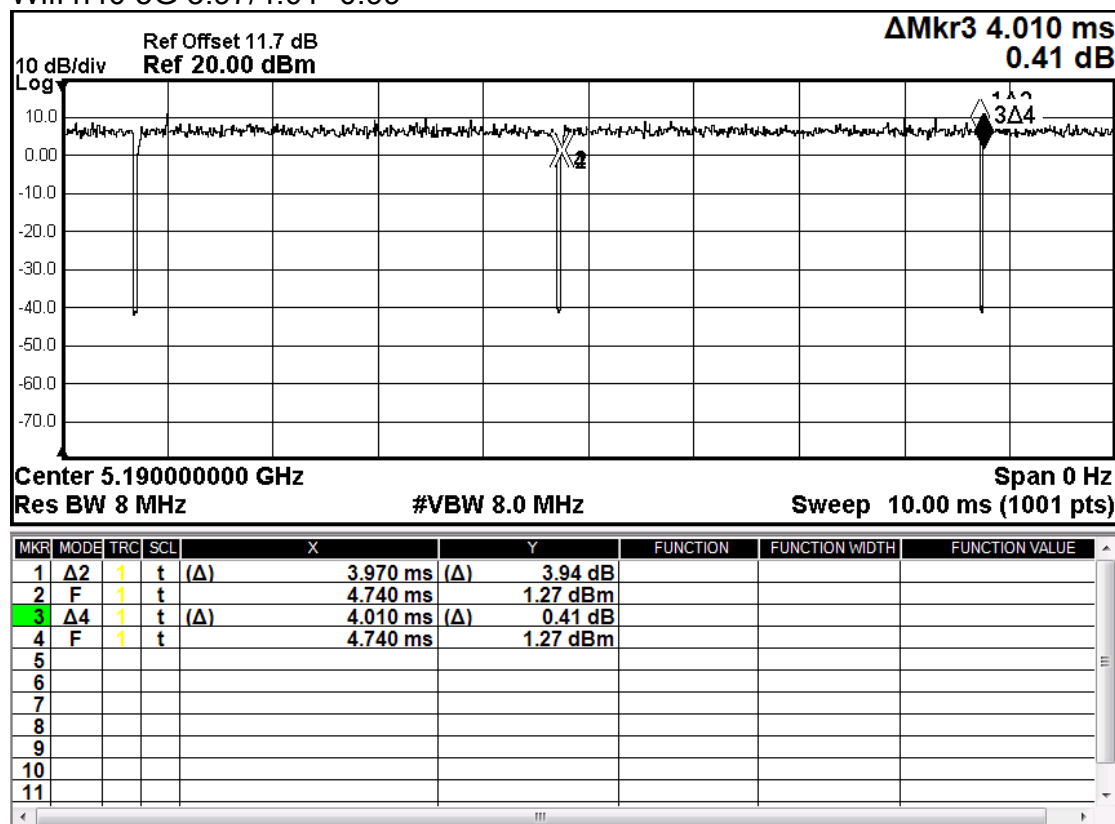 ΔMkr3 4.010 ms
Ref Offset 11.7 dB
10 dB/div Ref 20.00 dBm 0.41 dB
Log
10.0
0.00
-10.0
-20.0
-30.0
-40.0
-50.0
-60.0
-70.0
3Δ4
Center 5.190000000 GHz Span 0 Hz
Res BW 8 MHz #VBW 8.0 MHz Sweep 10.00 ms (1001 pts)
MKR MODE TRC SCL X Y FUNCTION FUNCTION WIDTH FUNCTION VALUE
1 Δ2 1 t (Δ) 3.970 ms (Δ) 3.94 dB
2 F 1 t 4.740 ms 1.27 dBm
3 Δ4 1 t (Δ) 4.010 ms (Δ) 0.41 dB
4 F 1 t 4.740 ms 1.27 dBm
5
6
7
8
9
10
11